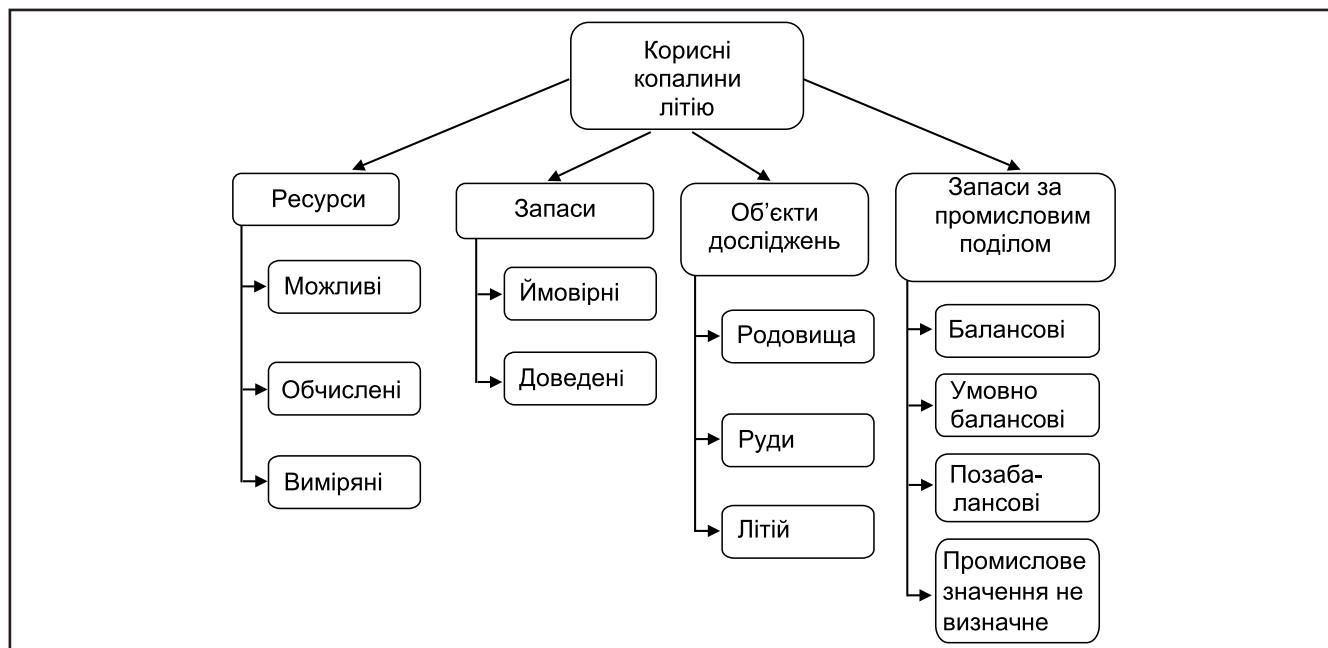 Корисні
копалини
літію
Ресурси
Можливі
Обчислені
Виміряні
Запаси
Ймовірні
Доведені
Об’єкти
досліджень
Родовища
Руди
Літій
Запаси за
промисловим
поділом
Балансові
Умовно
балансові
Позаба-
лансові
Промислове
значення не
визначне